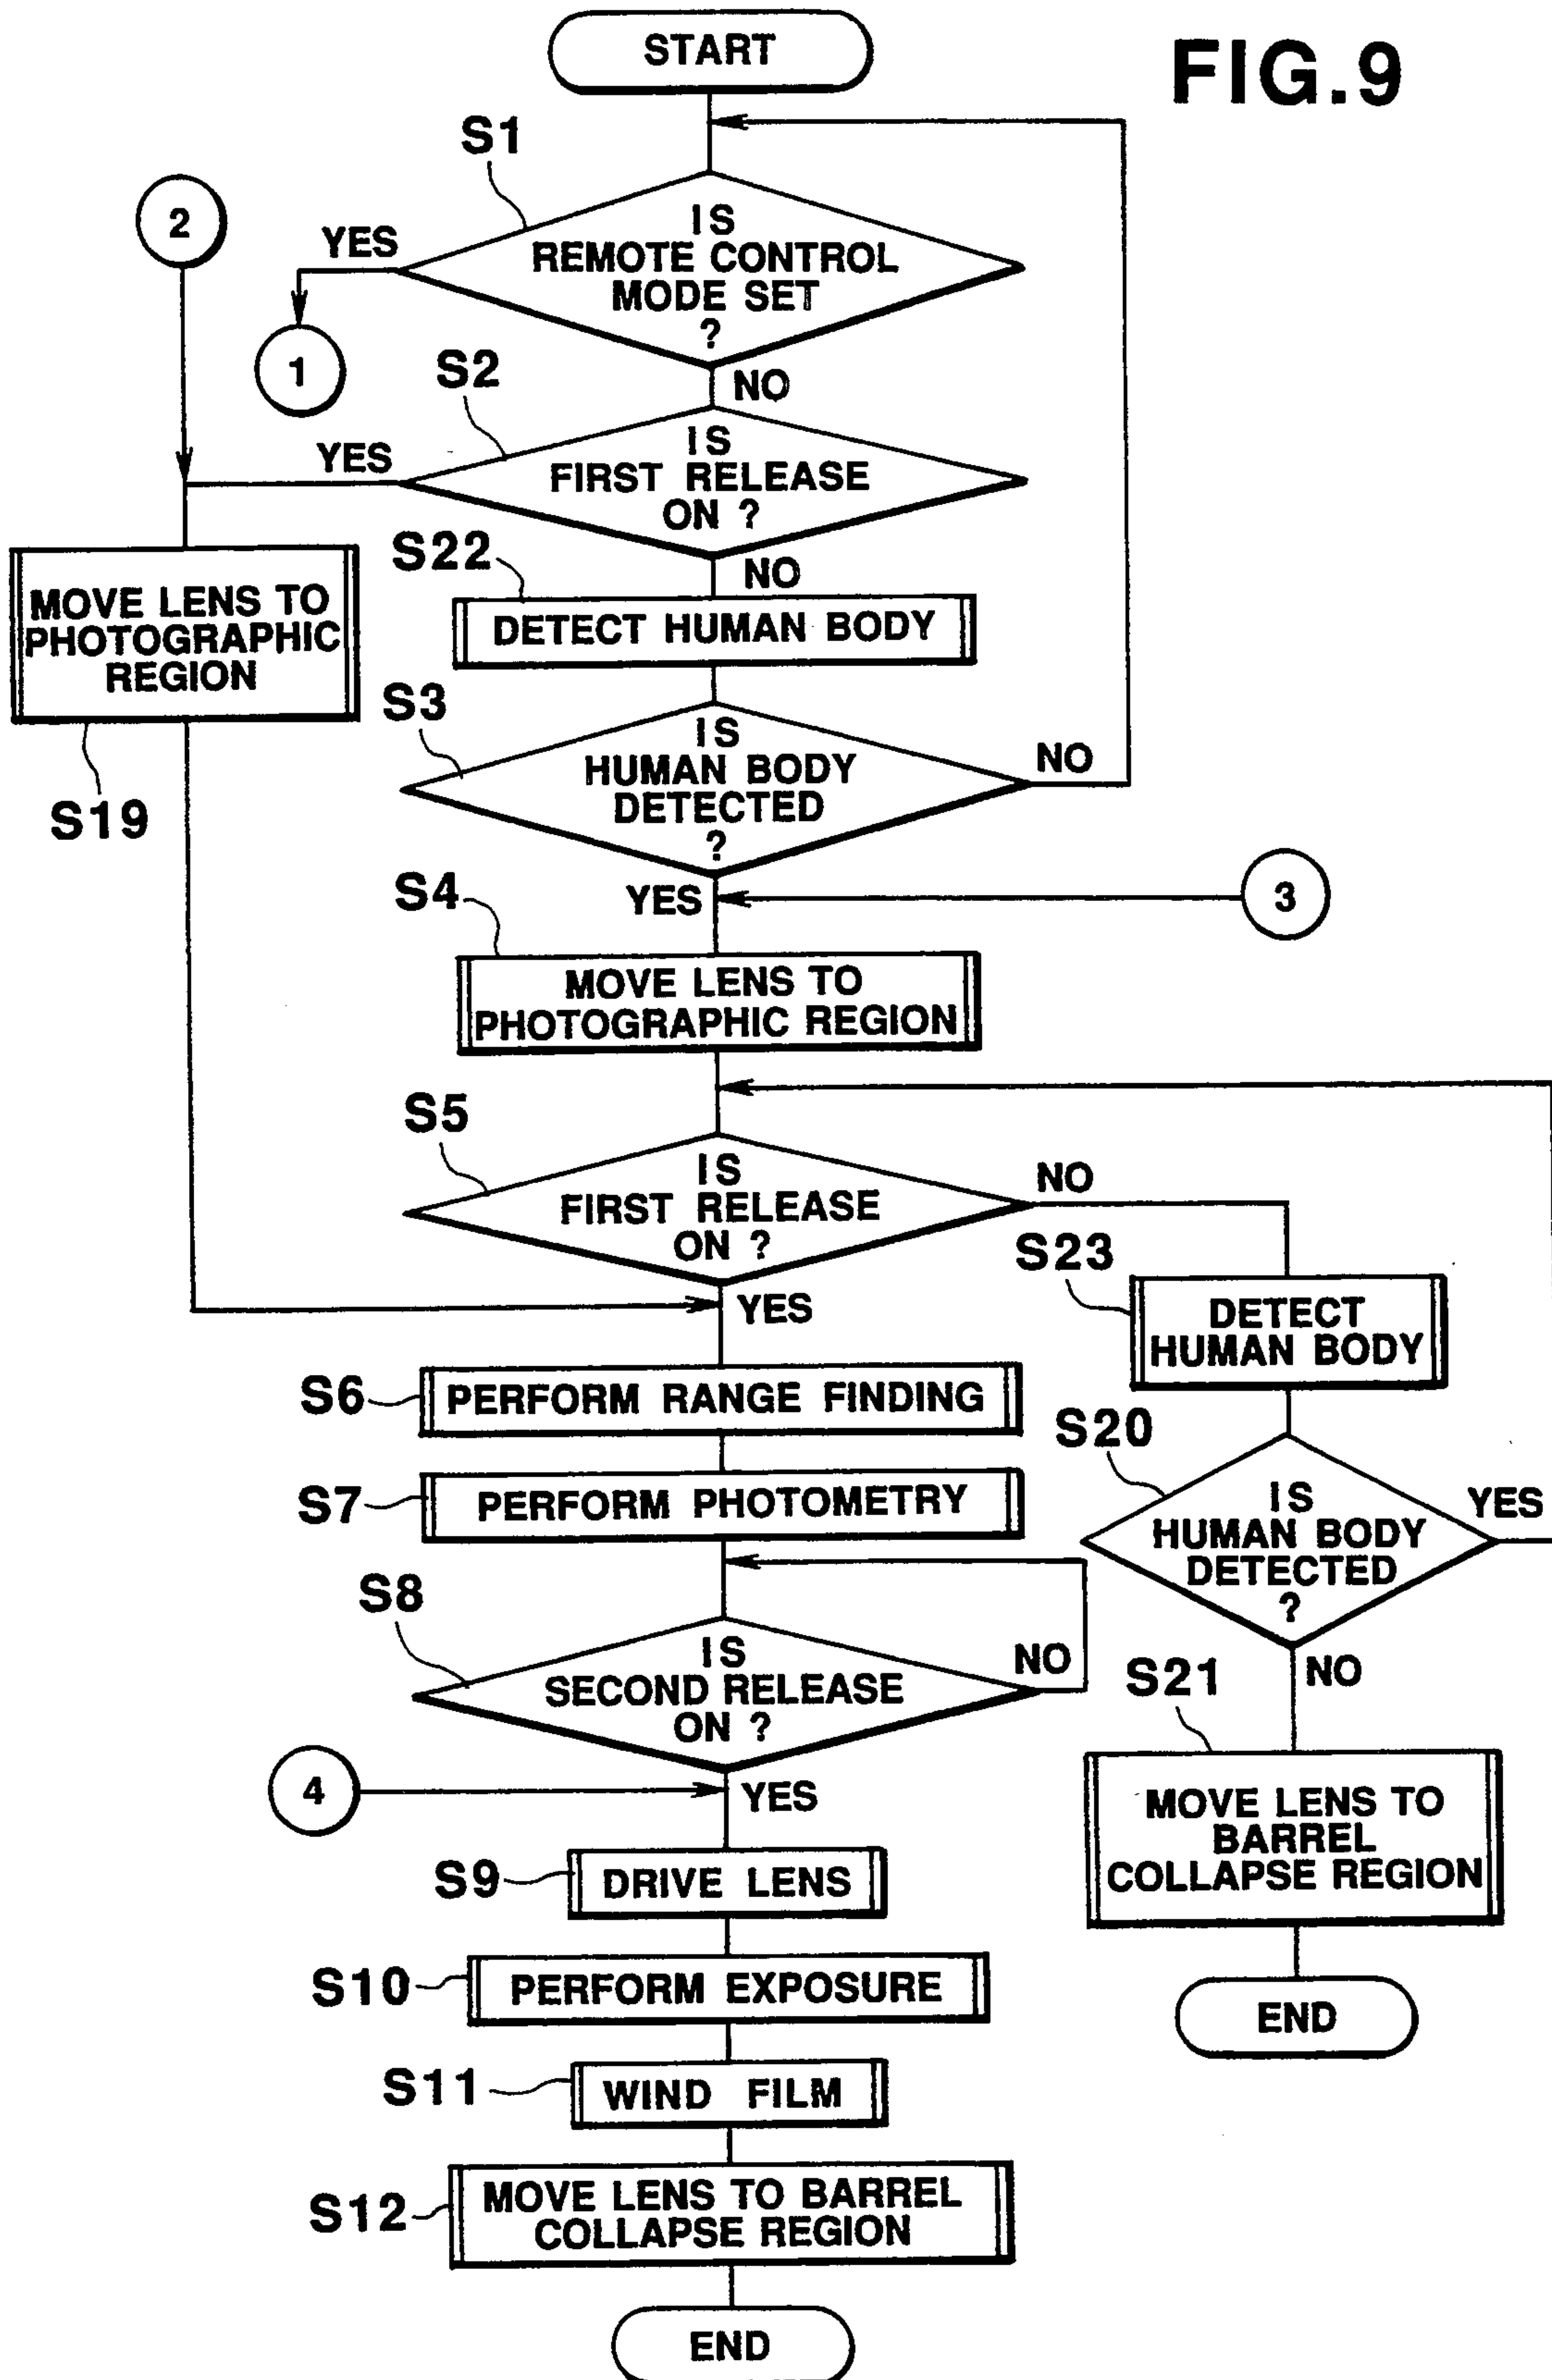 START
FIG.9
S1
2
IS
REMOTE CONTROL
MODE SET
?
YES
1
NO
S2
IS
FIRST RELEASE
ON ?
YES
NO
S22
DETECT HUMAN BODY
MOVE LENS TO
PHOTOGRAPHIC
REGION
S19
S3
IS
HUMAN BODY
DETECTED
?
NO
YES
3
S4
MOVE LENS TO
PHOTOGRAPHIC REGION
S5
IS
FIRST RELEASE
ON ?
NO
YES
S23
DETECT
HUMAN BODY
S6
PERFORM RANGE FINDING
S20
IS
HUMAN BODY
DETECTED
?
YES
NO
S7
PERFORM PHOTOMETRY
S8
IS
SECOND RELEASE
ON ?
NO
S21
MOVE LENS TO
BARREL
COLLAPSE REGION
END
4
YES
S9
DRIVE LENS
S10
PERFORM EXPOSURE
S11
WIND FILM
S12
MOVE LENS TO BARREL
COLLAPSE REGION
END